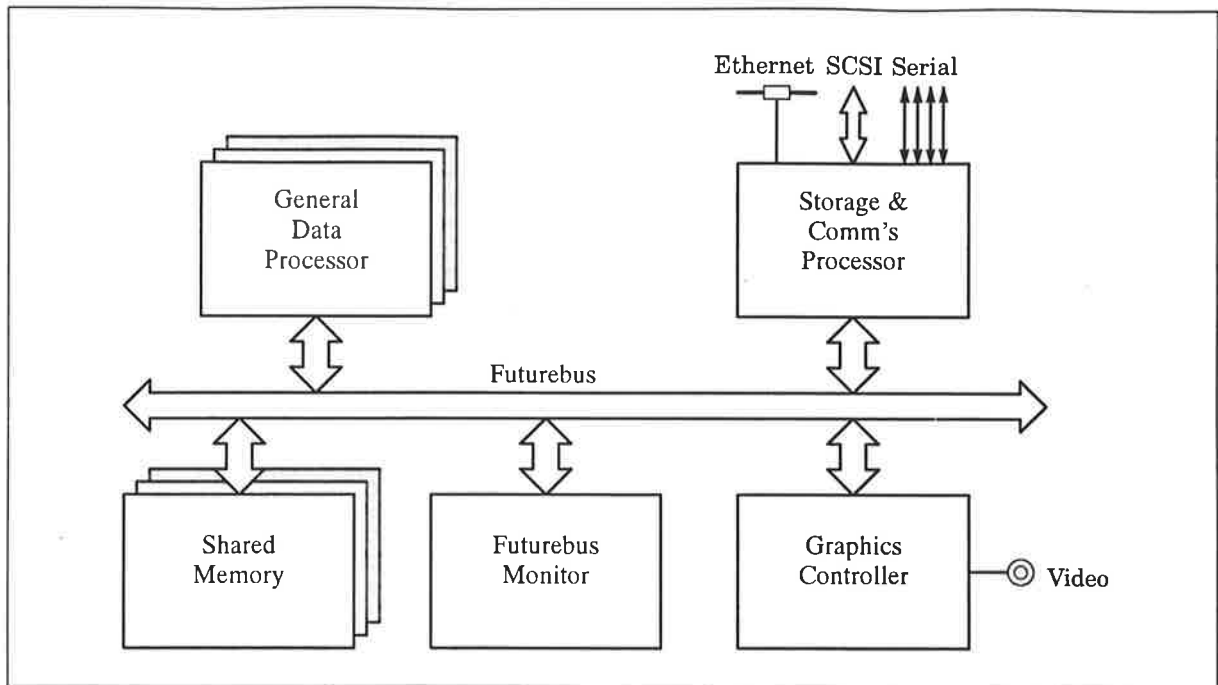 Ethernet SCSI Serial
General
Data
Processor
Storage &
Comm's
Processor
Futurebus
Shared
Memory
Futurebus
Monitor
Graphics
Controller
Video